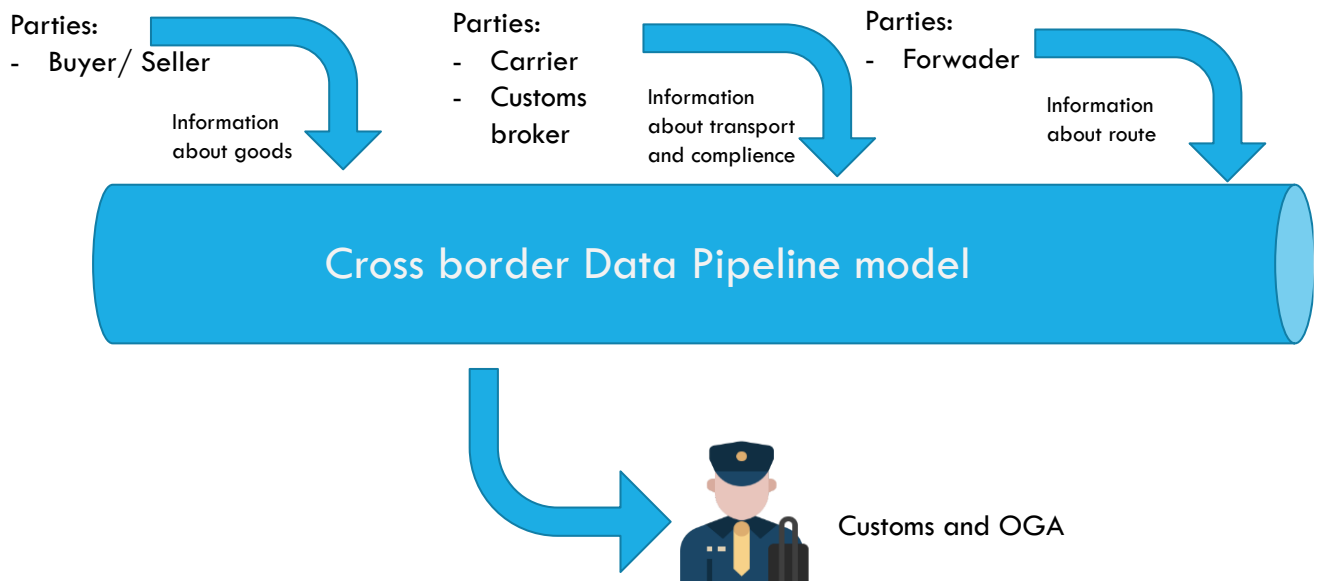 Parties:
- Buyer/ Seller
Information
about goods
Parties:
- Carrier
- Customs
broker
Information
about transport
and complience
Parties:
- Forwader
Information
about route
Cross border Data Pipeline model
Customs and OGA